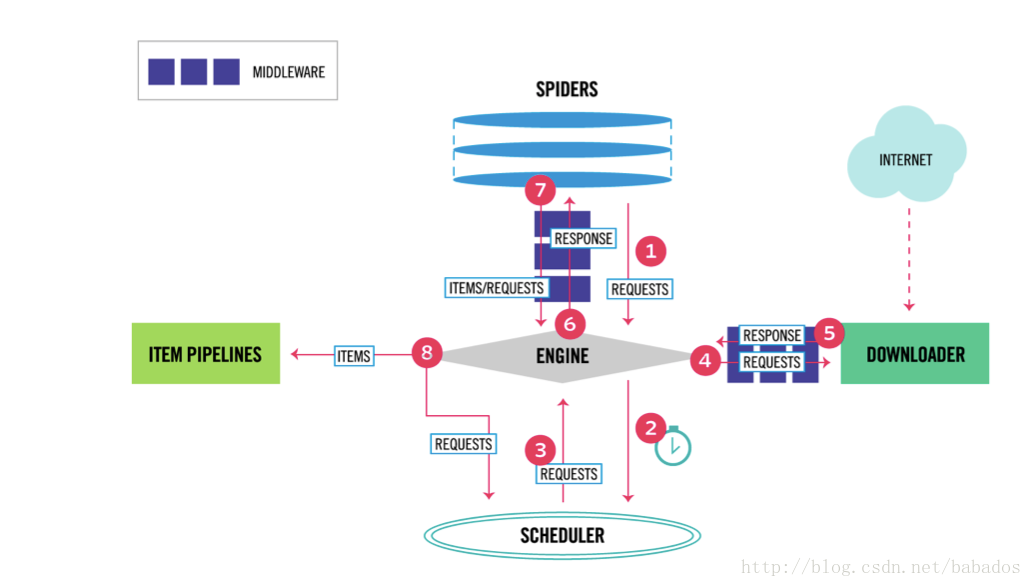 MIDDLEWARE
SPIDERS
INTERNET
7
RESPONSE
1
ITEMS/REQUESTS
REQUESTS
6
5
RESPONSE
ITEM PIPELINES
ITEMS
8
ENGINE
4
REQUESTS
DOWNLOADER
2
REQUESTS
3
REQUESTS
SCHEDULER
http://blog.csdn.net/babados